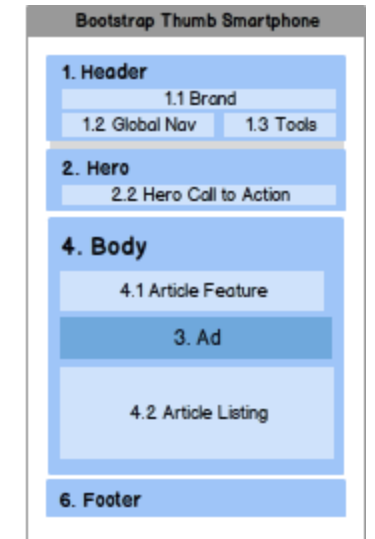 Bootstrap Thumb Smartphone
1. Header
1.1 Brand
1.2 Global Nav 1.3 Tools
2. Hero
2.2 Hero Call to Action
4. Body
4.1 Article Feature
3. Ad
4.2 Article Listing
6. Footer